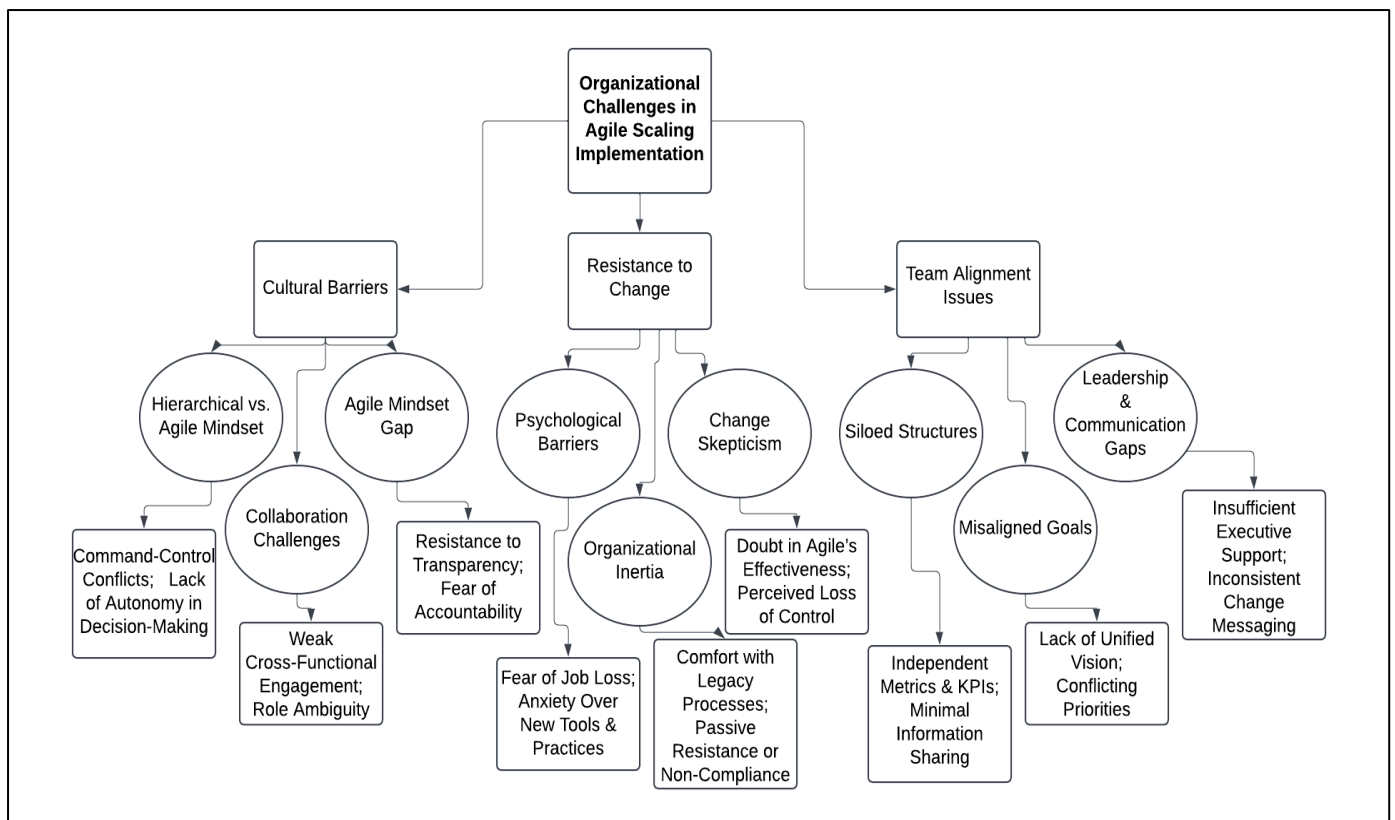 Organizational
Challenges in
Agile Scaling
Implementation
Cultural Barriers
Resistance to
Change
Team Alignment
Issues
Hierarchical vs.
Agile Mindset
Agile Mindset
Gap
Collaboration
Challenges
Psychological
Barriers
Change
Skepticism
Organizational
Inertia
Siloed Structures
Misaligned Goals
Leadership
&
Communication
Gaps
Command-Control
Conflicts; Lack
of Autonomy in
Decision-Making
Weak
Cross-Functional
Engagement;
Role Ambiguity
Resistance to
Transparency;
Fear of
Accountability
Fear of Job Loss;
Anxiety Over
New Tools &
Practices
Comfort with
Legacy
Processes;
Passive
Resistance or
Non-Compliance
Doubt in Agile's
Effectiveness;
Perceived Loss
of Control
Independent
Metrics & KPIs;
Minimal
Information
Sharing
Lack of Unified
Vision;
Conflicting
Priorities
Insufficient
Executive
Support;
Inconsistent
Change
Messaging